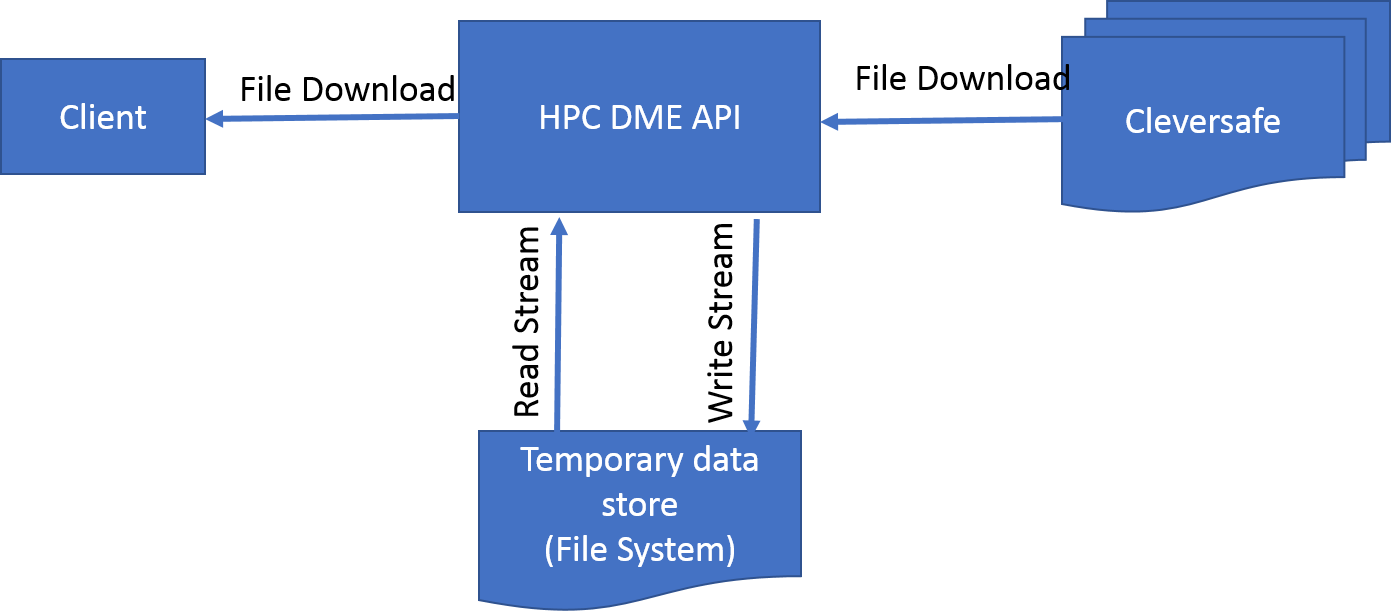 Client
File Download
HPC DME API
File Download
Cleversafe
Read Stream
Write Stream
Temporary data
store
(File System)